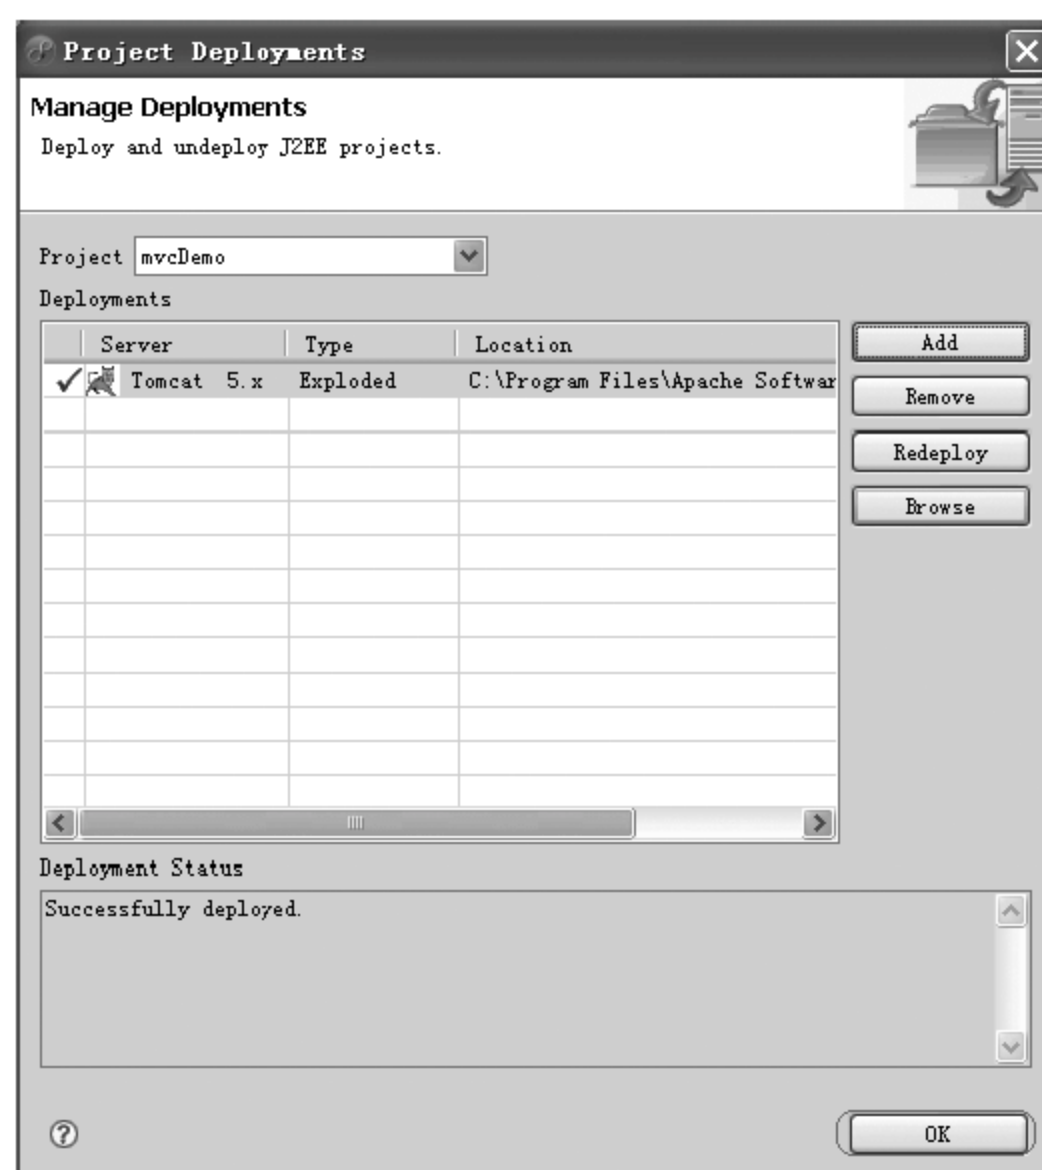 Project Deployments
Manage Deployments
Deploy and undeploy J2EE projects.
Project mvcDemo
Deployments
Server Type Location
Tomcat 5.x Exploded C:\Program Files\Apache Softwar
Add
Remove
Redeploy
Browse
Deployment Status
Successfully deployed.
OK